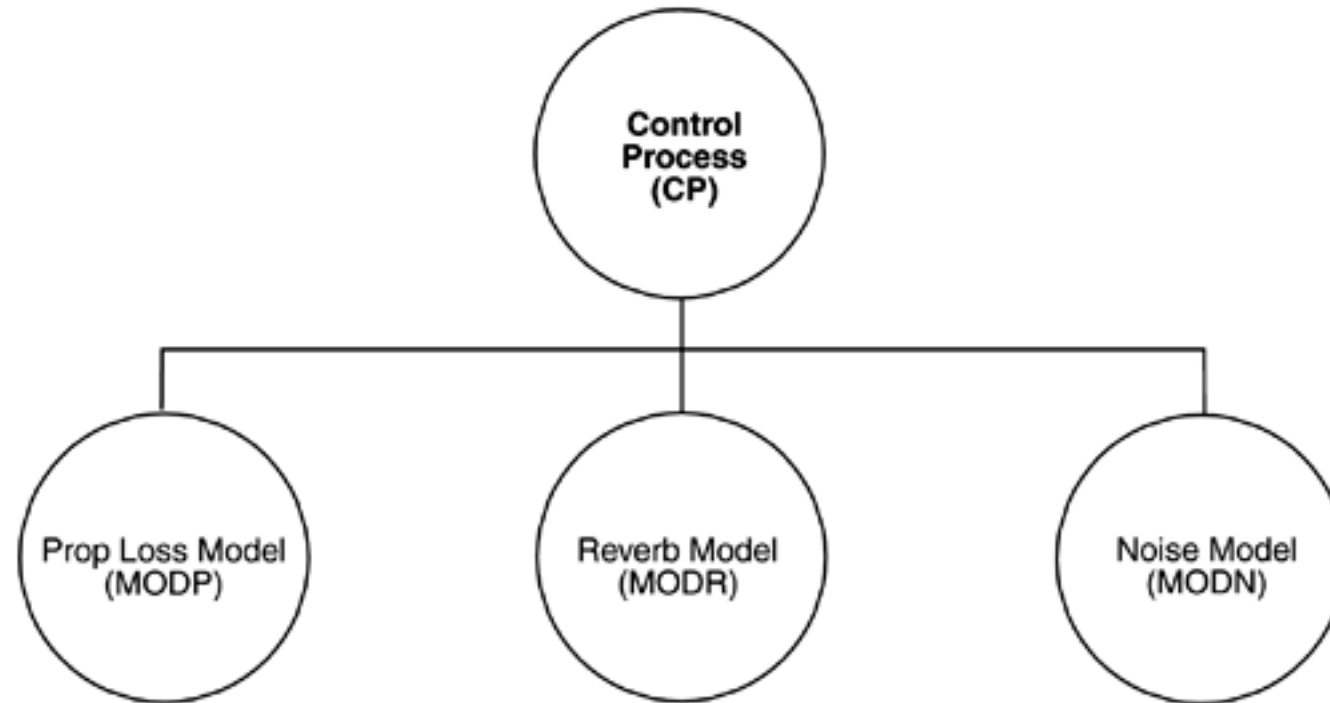 Control
Process
(CP)
Prop Loss Model
(MODP)
Reverb Model
(MODR)
Noise Model
(MODN)